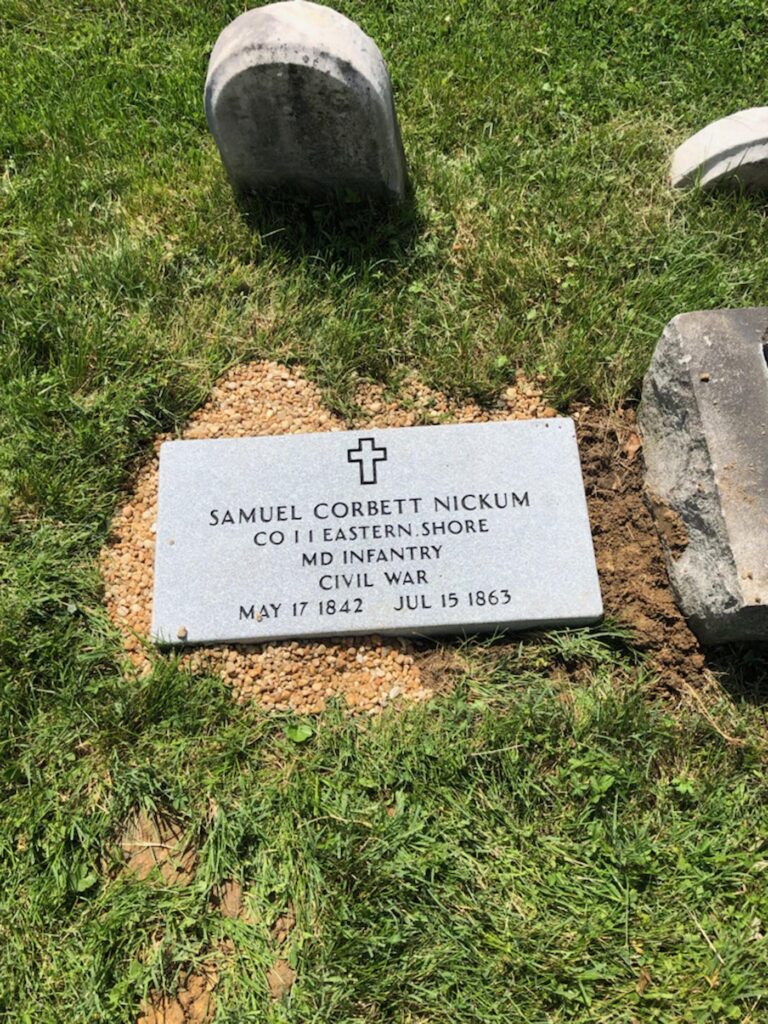 SAMUEL CORBETT NICKUM
CO I 1 EASTERN SHORE
MD INFANTRY
CIVIL WAR
MAY 17 1842 JUL 15 1863